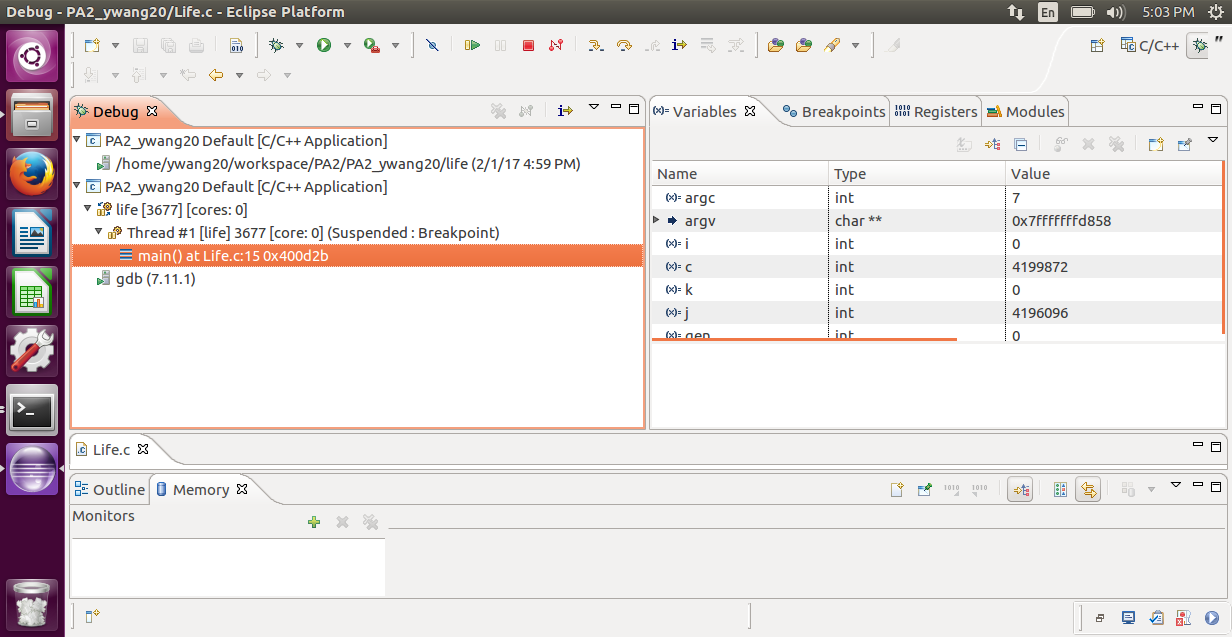 Debug - PA2_ywang20/Life.c - Eclipse Platform
En
5:03 PM
010
C/C++
”
Debug
PA2_ywang20 Default [C/C++ Application]
/home/ywang20/workspace/PA2/PA2_ywang20/life (2/1/17 4:59 PM)
PA2_ywang20 Default [C/C++ Application]
life [3677] [cores: 0]
Thread #1 [life] 3677 [core: 0] (Suspended : Breakpoint)
main() at Life.c:15 0x400d2b
gdb (7.11.1)
(x)= Variables
Breakpoints
1010 0101 Registers
Modules
Name Type Value
(x)= argc int 7
argv char ** 0x7fffffffd858
(x)= i int 0
(x)= c int 4199872
(x)= k int 0
(x)= j int 4196096
(x)= gen int 0
Life.c
Outline
Memory
Monitors